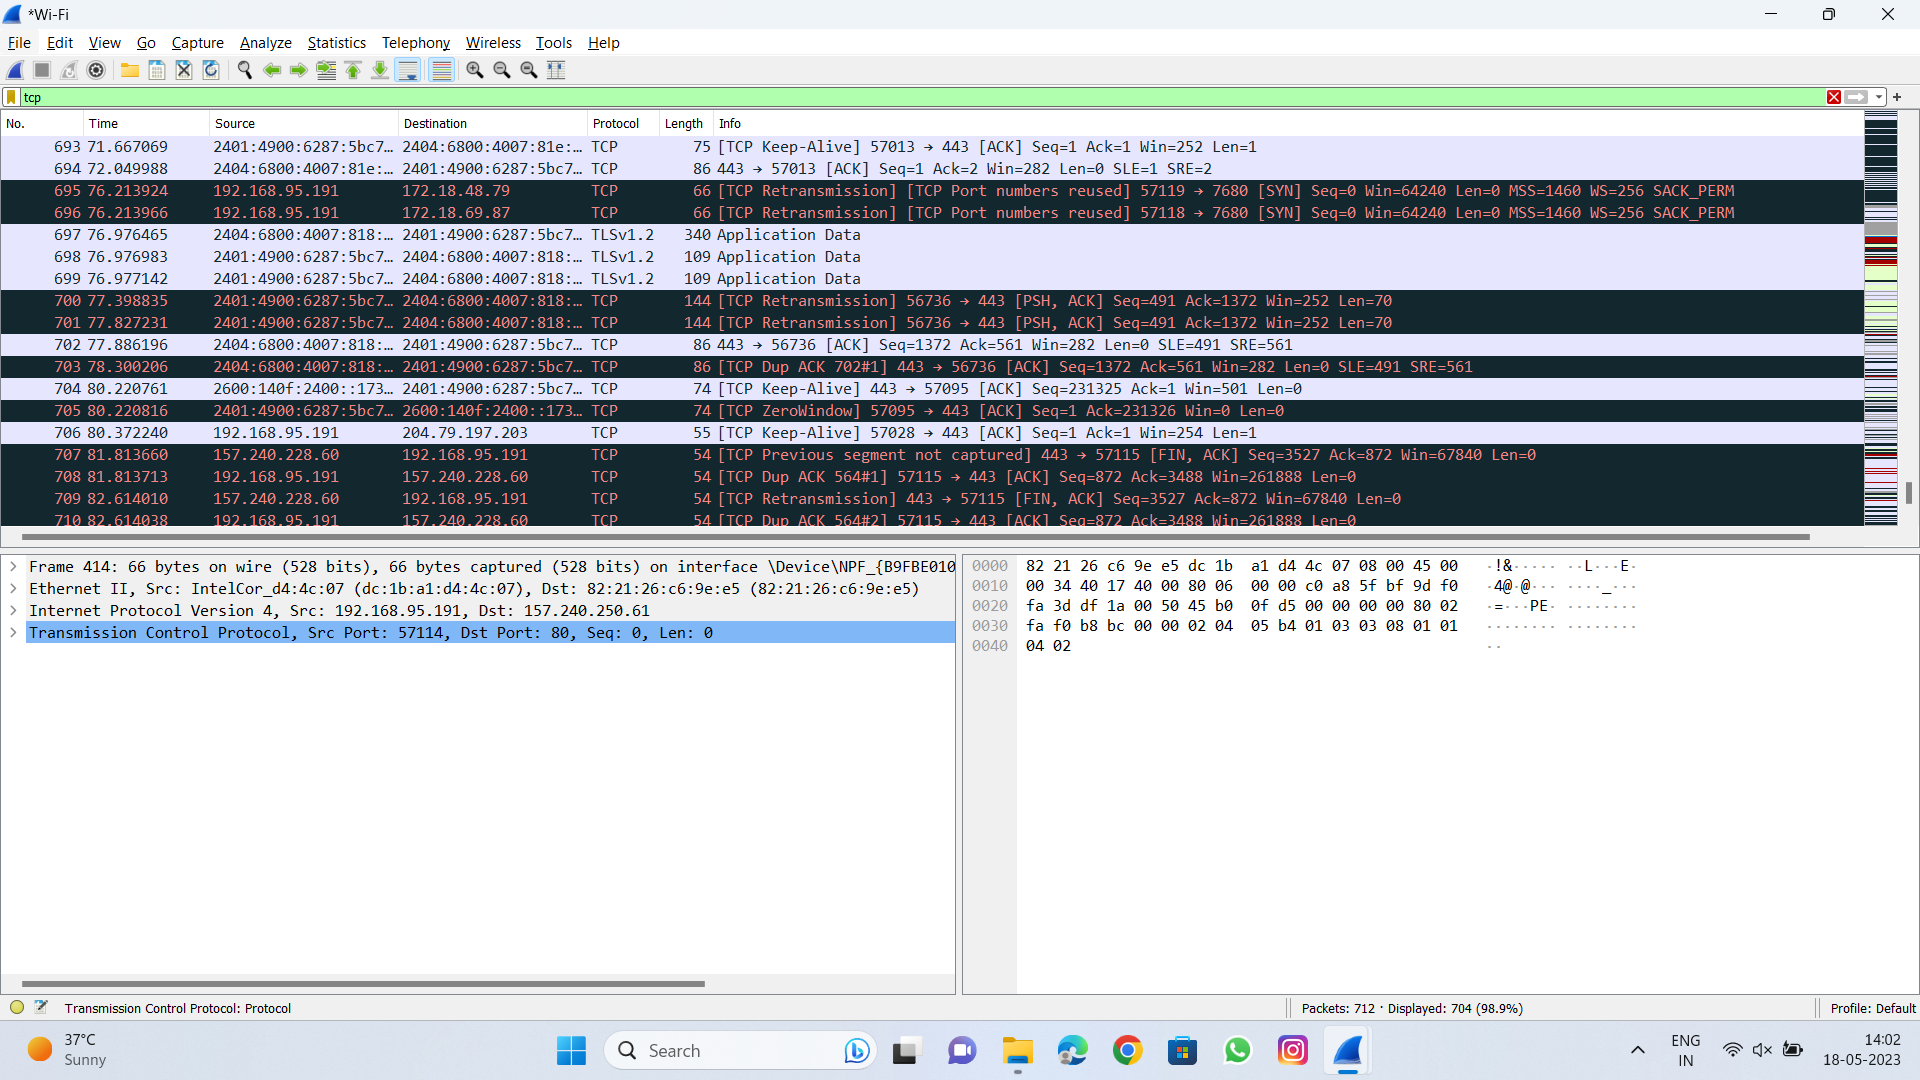 *Wi-Fi
File Edit View Go Capture Analyze Statistics Telephony Wireless Tools Help
tcp
No. Time Source Destination Protocol Length Info
693 71.667069 2401:4900:6287:5bc7… 2404:6800:4007:81e:… TCP 75 [TCP Keep-Alive] 57013 → 443 [ACK] Seq=1 Ack=1 Win=252 Len=1
694 72.049988 2404:6800:4007:81e:… 2401:4900:6287:5bc7… TCP 86 443 → 57013 [ACK] Seq=1 Ack=2 Win=282 Len=0 SLE=1 SRE=2
695 76.213924 192.168.95.191 172.18.48.79 TCP 66 [TCP Retransmission] [TCP Port numbers reused] 57119 → 7680 [SYN] Seq=0 Win=64240 Len=0 MSS=1460 WS=256 SACK_PERM
696 76.213966 192.168.95.191 172.18.69.87 TCP 66 [TCP Retransmission] [TCP Port numbers reused] 57118 → 7680 [SYN] Seq=0 Win=64240 Len=0 MSS=1460 WS=256 SACK_PERM
697 76.976465 2404:6800:4007:818:… 2401:4900:6287:5bc7… TLSv1.2 340 Application Data
698 76.976983 2401:4900:6287:5bc7… 2404:6800:4007:818:… TLSv1.2 109 Application Data
699 76.977142 2401:4900:6287:5bc7… 2404:6800:4007:818:… TLSv1.2 109 Application Data
700 77.398835 2401:4900:6287:5bc7… 2404:6800:4007:818:… TCP 144 [TCP Retransmission] 56736 → 443 [PSH, ACK] Seq=491 Ack=1372 Win=252 Len=70
701 77.827231 2401:4900:6287:5bc7… 2404:6800:4007:818:… TCP 144 [TCP Retransmission] 56736 → 443 [PSH, ACK] Seq=491 Ack=1372 Win=252 Len=70
702 77.886196 2404:6800:4007:818:… 2401:4900:6287:5bc7… TCP 86 443 → 56736 [ACK] Seq=1372 Ack=561 Win=282 Len=0 SLE=491 SRE=561
703 78.300206 2404:6800:4007:818:… 2401:4900:6287:5bc7… TCP 86 [TCP Dup ACK 702#1] 443 → 56736 [ACK] Seq=1372 Ack=561 Win=282 Len=0 SLE=491 SRE=561
704 80.220761 2600:140f:2400::173… 2401:4900:6287:5bc7… TCP 74 [TCP Keep-Alive] 443 → 57095 [ACK] Seq=231325 Ack=1 Win=501 Len=0
705 80.220816 2401:4900:6287:5bc7… 2600:140f:2400::173… TCP 74 [TCP ZeroWindow] 57095 → 443 [ACK] Seq=1 Ack=231326 Win=0 Len=0
706 80.372240 192.168.95.191 204.79.197.203 TCP 55 [TCP Keep-Alive] 57028 → 443 [ACK] Seq=1 Ack=1 Win=254 Len=1
707 81.813660 157.240.228.60 192.168.95.191 TCP 54 [TCP Previous segment not captured] 443 → 57115 [FIN, ACK] Seq=3527 Ack=872 Win=67840 Len=0
708 81.813713 192.168.95.191 157.240.228.60 TCP 54 [TCP Dup ACK 564#1] 57115 → 443 [ACK] Seq=872 Ack=3488 Win=261888 Len=0
709 82.614010 157.240.228.60 192.168.95.191 TCP 54 [TCP Retransmission] 443 → 57115 [FIN, ACK] Seq=3527 Ack=872 Win=67840 Len=0
710 82.614038 192.168.95.191 157.240.228.60 TCP 54 [TCP Dup ACK 564#2] 57115 → 443 [ACK] Seq=872 Ack=3488 Win=261888 Len=0
Frame 414: 66 bytes on wire (528 bits), 66 bytes captured (528 bits) on interface \Device\NPF_{B9FBE010
Ethernet II, Src: IntelCor_d4:4c:07 (dc:1b:a1:d4:4c:07), Dst: 82:21:26:c6:9e:e5 (82:21:26:c6:9e:e5)
Internet Protocol Version 4, Src: 192.168.95.191, Dst: 157.240.250.61
Transmission Control Protocol, Src Port: 57114, Dst Port: 80, Seq: 0, Len: 0
0000 82 21 26 c6 9e e5 dc 1b a1 d4 4c 07 08 00 45 00 ·!&····· ··L···E·
0010 00 34 40 17 40 00 80 06 00 00 c0 a8 5f bf 9d f0 ·4@·@··· ····_···
0020 fa 3d df 1a 00 50 45 b0 0f d5 00 00 00 00 80 02 ·=···PE· ········
0030 fa f0 b8 bc 00 00 02 04 05 b4 01 03 03 08 01 01 ········ ········
0040 04 02 ··
Transmission Control Protocol: Protocol
Packets: 712 · Displayed: 704 (98.9%)
Profile: Default
37°C
Sunny
Search
ENG
IN
14:02
18-05-2023